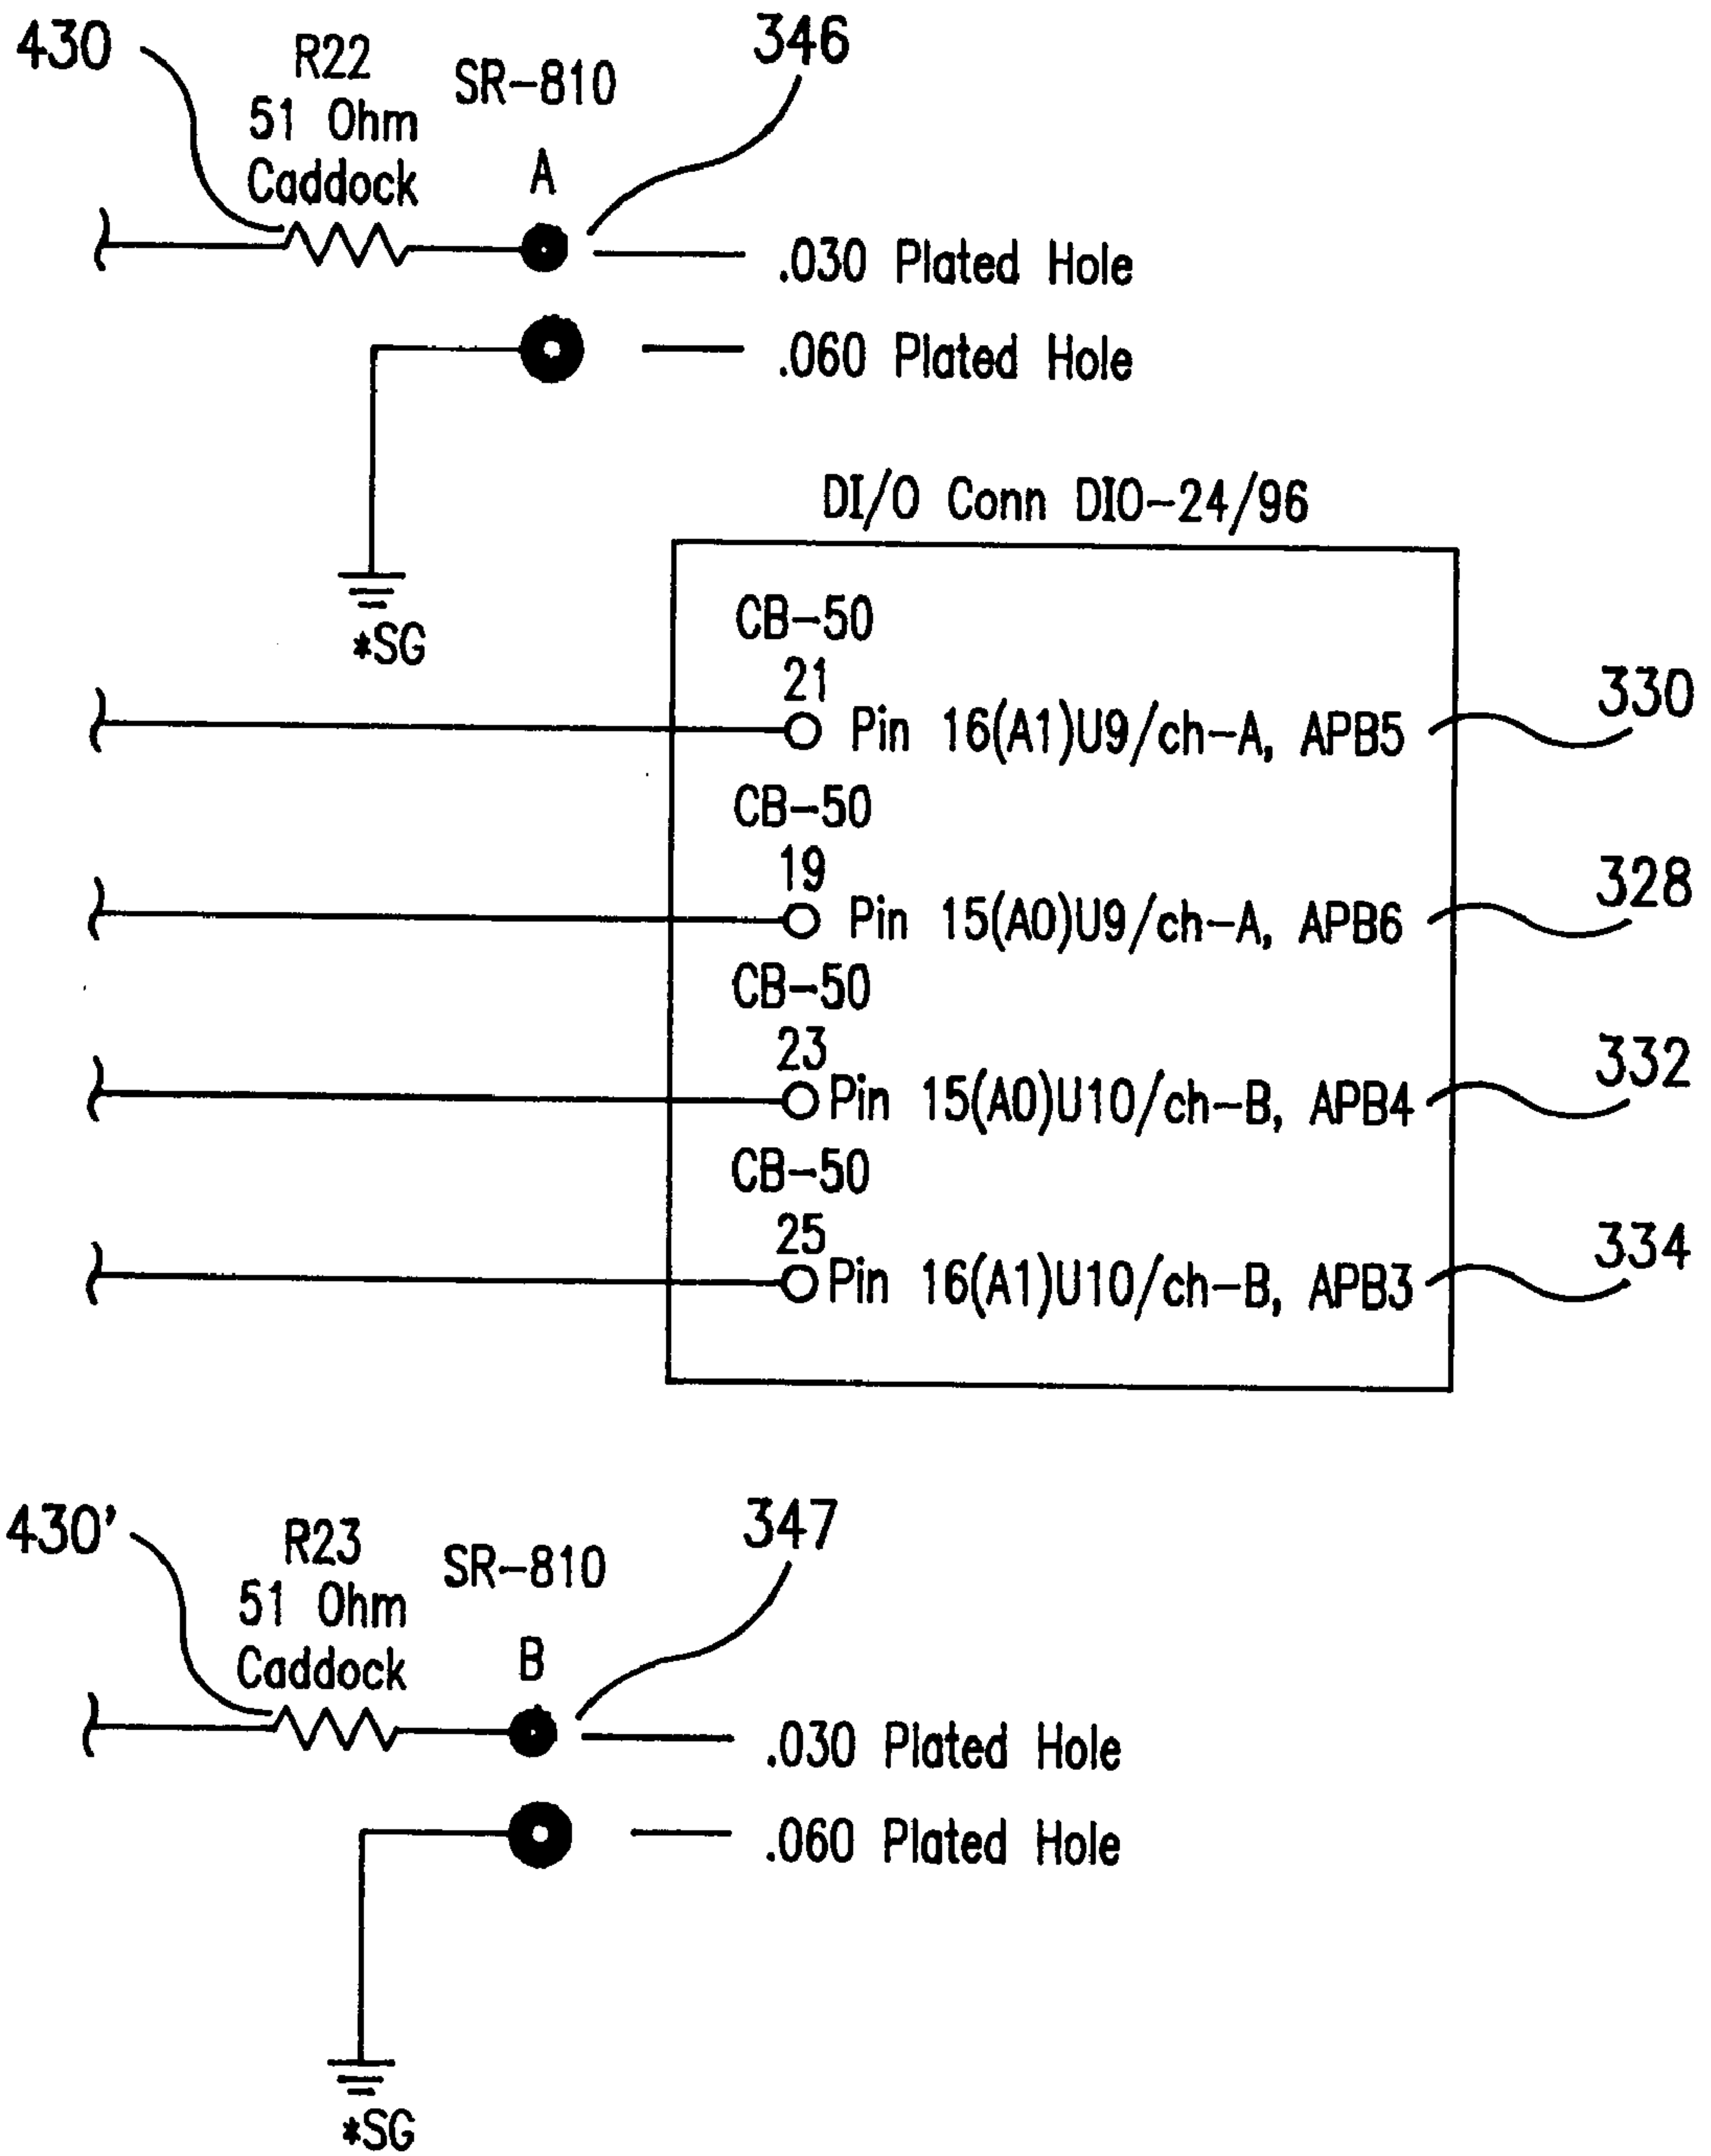 430
R22
51 Ohm
Caddock
SR-810
A
346
.030 Plated Hole
.060 Plated Hole
*SG
DI/O Conn DIO-24/96
CB-50
21
Pin 16(A1)U9/ch-A, APB5
330
CB-50
19
Pin 15(A0)U9/ch-A, APB6
328
CB-50
23
Pin 15(A0)U10/ch-B, APB4
332
CB-50
25
Pin 16(A1)U10/ch-B, APB3
334
430'
R23
51 Ohm
Caddock
SR-810
B
347
.030 Plated Hole
.060 Plated Hole
*SG